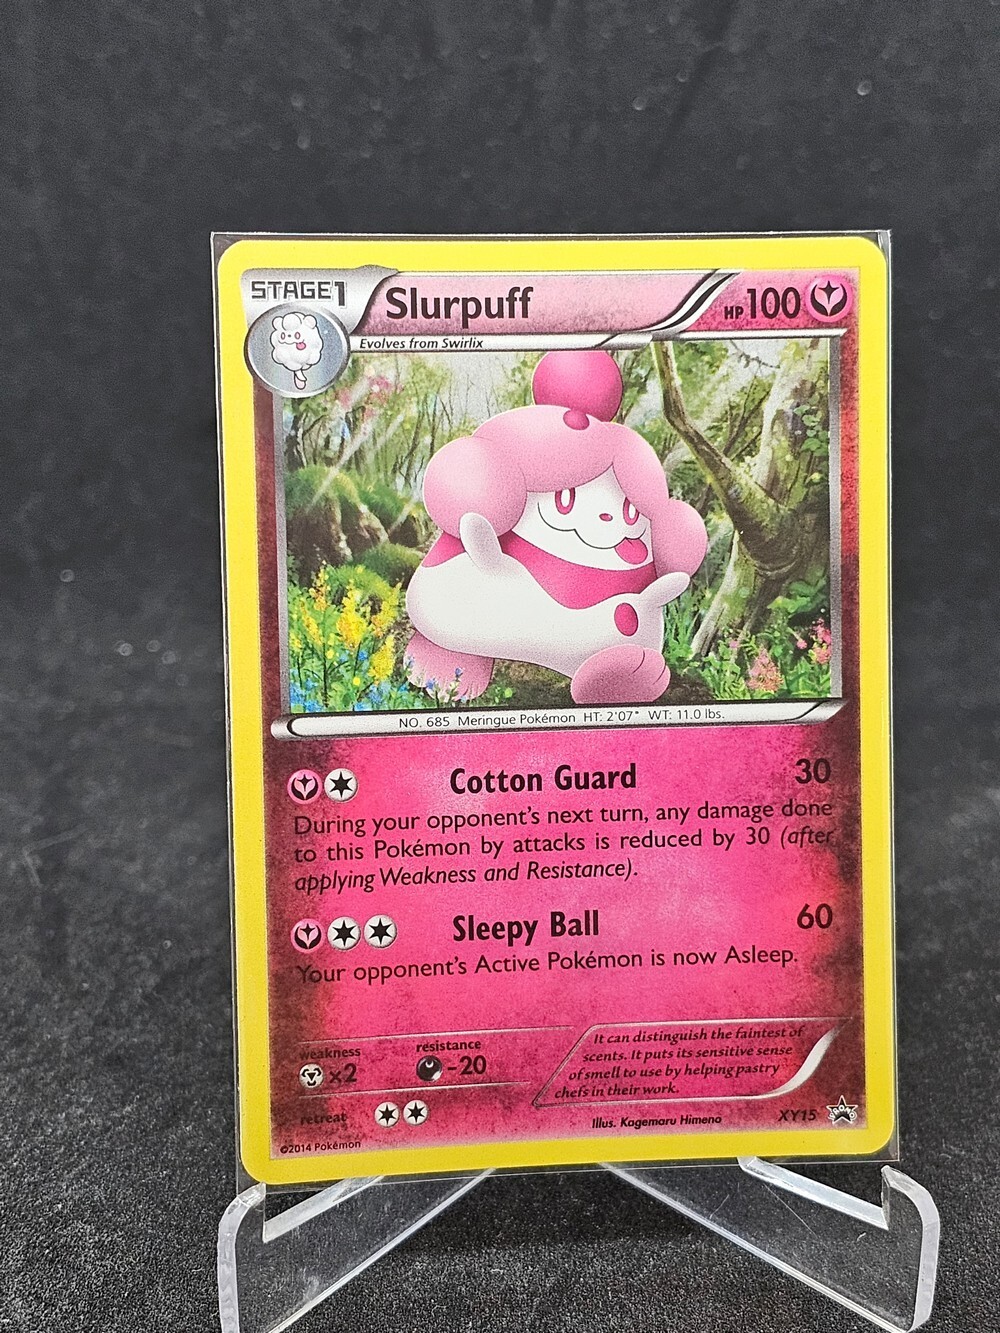 STAGE1 Slurpuff HP100
Evolves from Swirlix
NO. 685 Meringue Pokémon HT: 2'07" WT: 11.0 lbs.
Cotton Guard 30
During your opponent's next turn, any damage done
to this Pokémon by attacks is reduced by 30 (after
applying Weakness and Resistance).
Sleepy Ball 60
Your opponent's Active Pokémon is now Asleep.
weakness resistance
x2 -20
retreat
It can distinguish the faintest of
scents. It puts its sensitive sense
of smell to use by helping pastry
chefs in their work.
Illus. Kagemaru Himeno XY15 PROMO
©2014 Pokémon